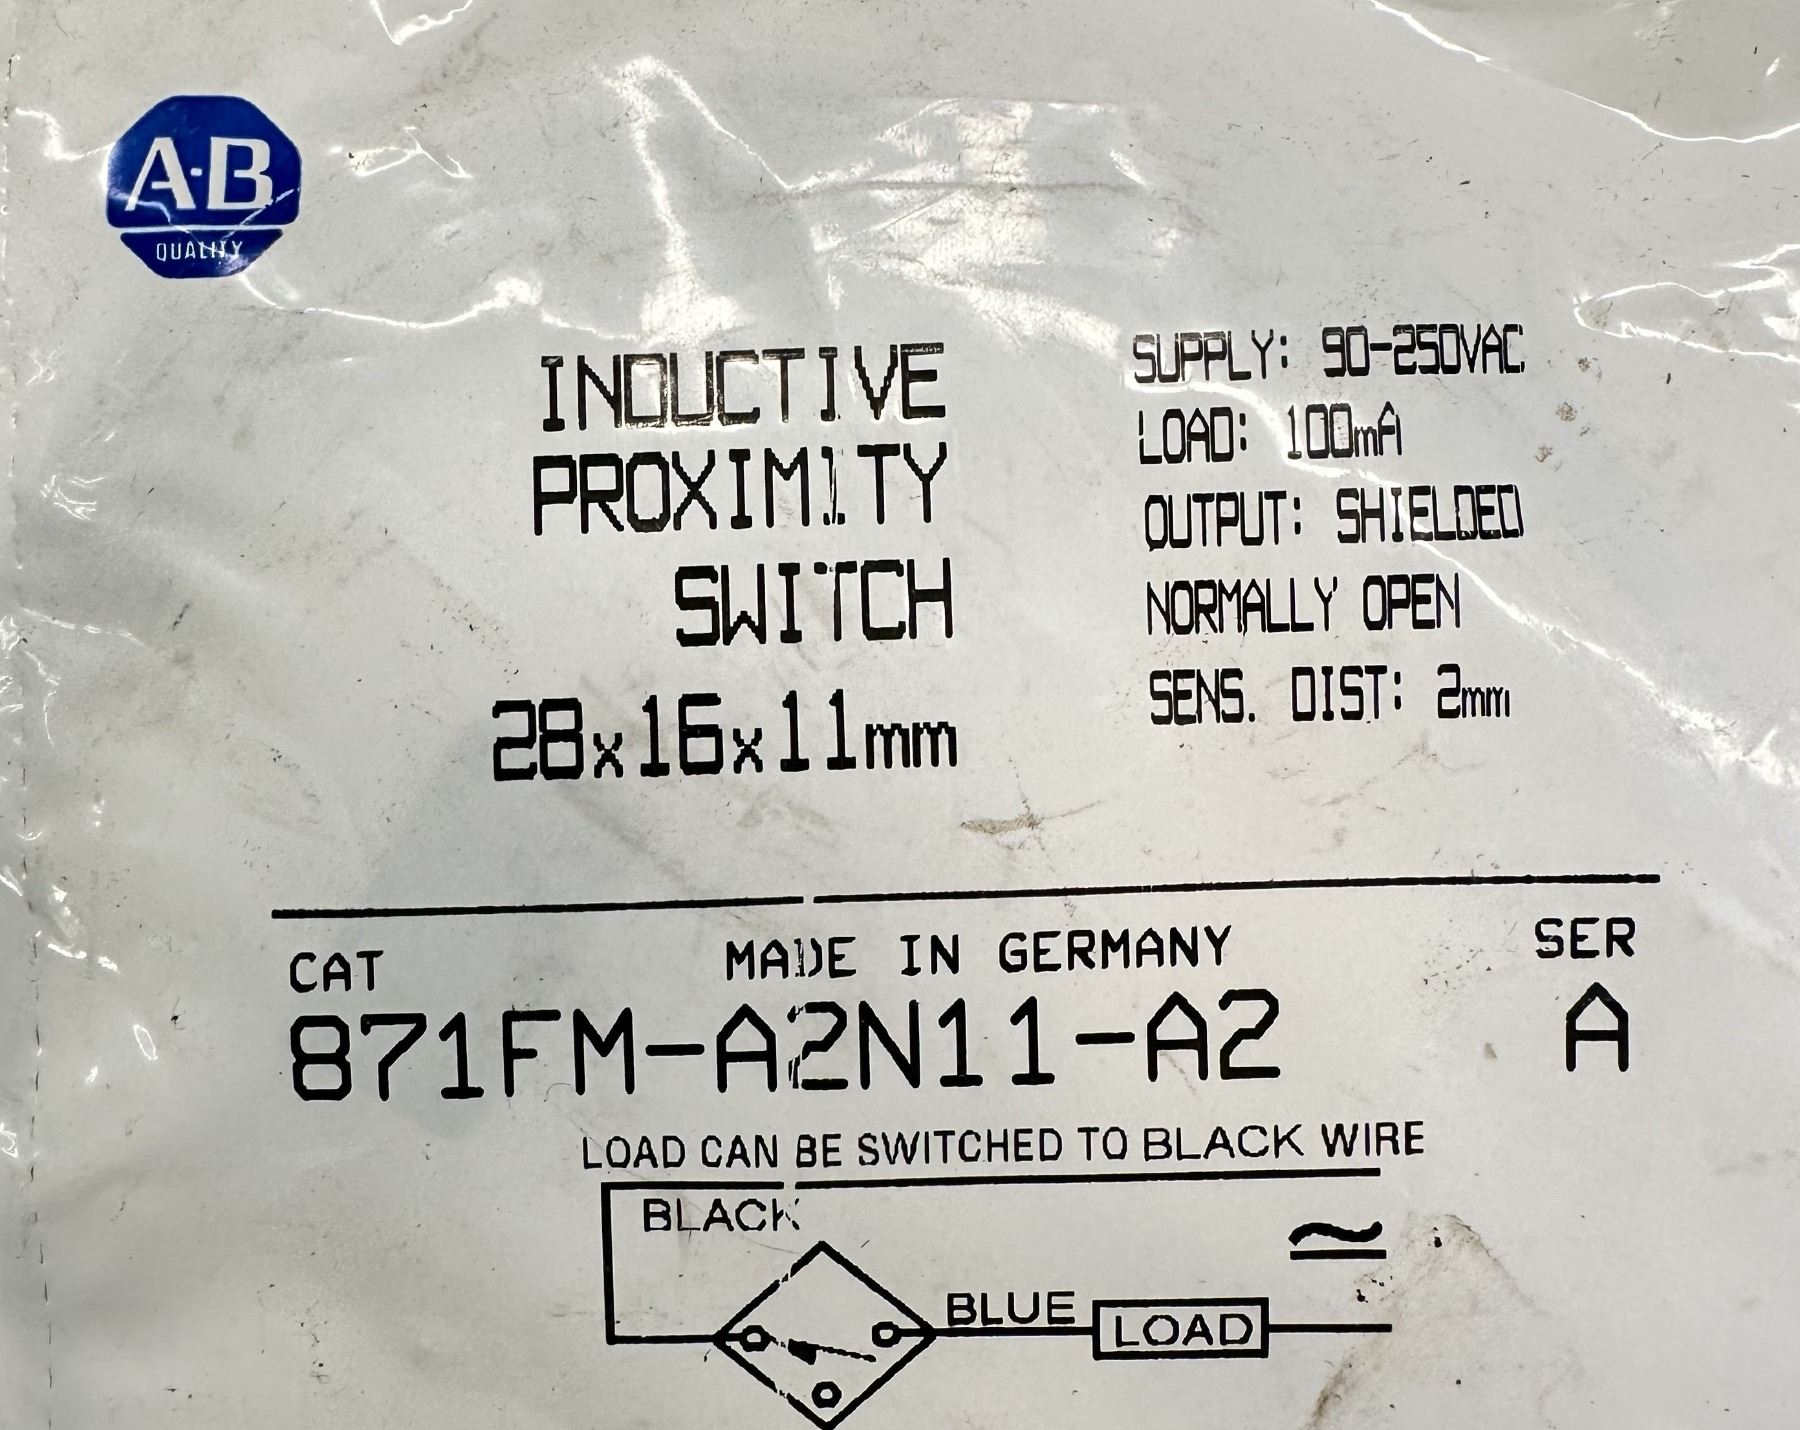 A-B
QUALITY
INDUCTIVE
PROXIMITY
SWITCH
28x16x11mm
SUPPLY: 90-250VAC
LOAD: 100mA
OUTPUT: SHIELDED
NORMALLY OPEN
SENS. DIST: 2mm
CAT
MADE IN GERMANY
SER
871FM-A2N11-A2
A
LOAD CAN BE SWITCHED TO BLACK WIRE
BLACK
BLUE
LOAD